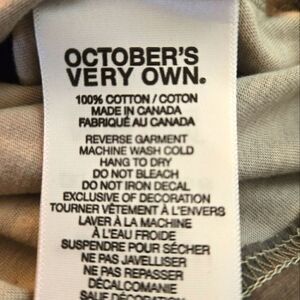 OCTOBER'S
VERY OWN.
100% COTTON / COTON
MADE IN CANADA
FABRIQUÉ AU CANADA
REVERSE GARMENT
MACHINE WASH COLD
HANG TO DRY
DO NOT BLEACH
DO NOT IRON DECAL
EXCLUSIVE OF DECORATION
TOURNER VÊTEMENT À L'ENVERS
LAVER À LA MACHINE
À L'EAU FROIDE
SUSPENDRE POUR SÉCHER
NE PAS JAVELLISER
NE PAS REPASSER
DÉCALCOMANIE
SAUF DÉCORATION